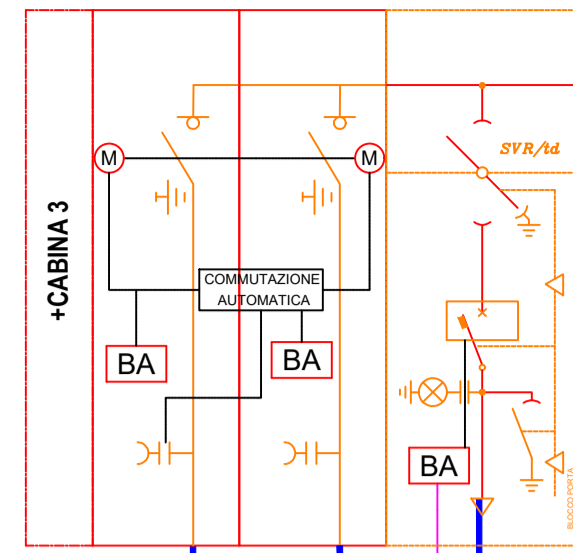 +CABINA 3
M
M
SVR/td
COMMUTAZIONE
AUTOMATICA
BA
BA
BA
BLOCCO PORTA